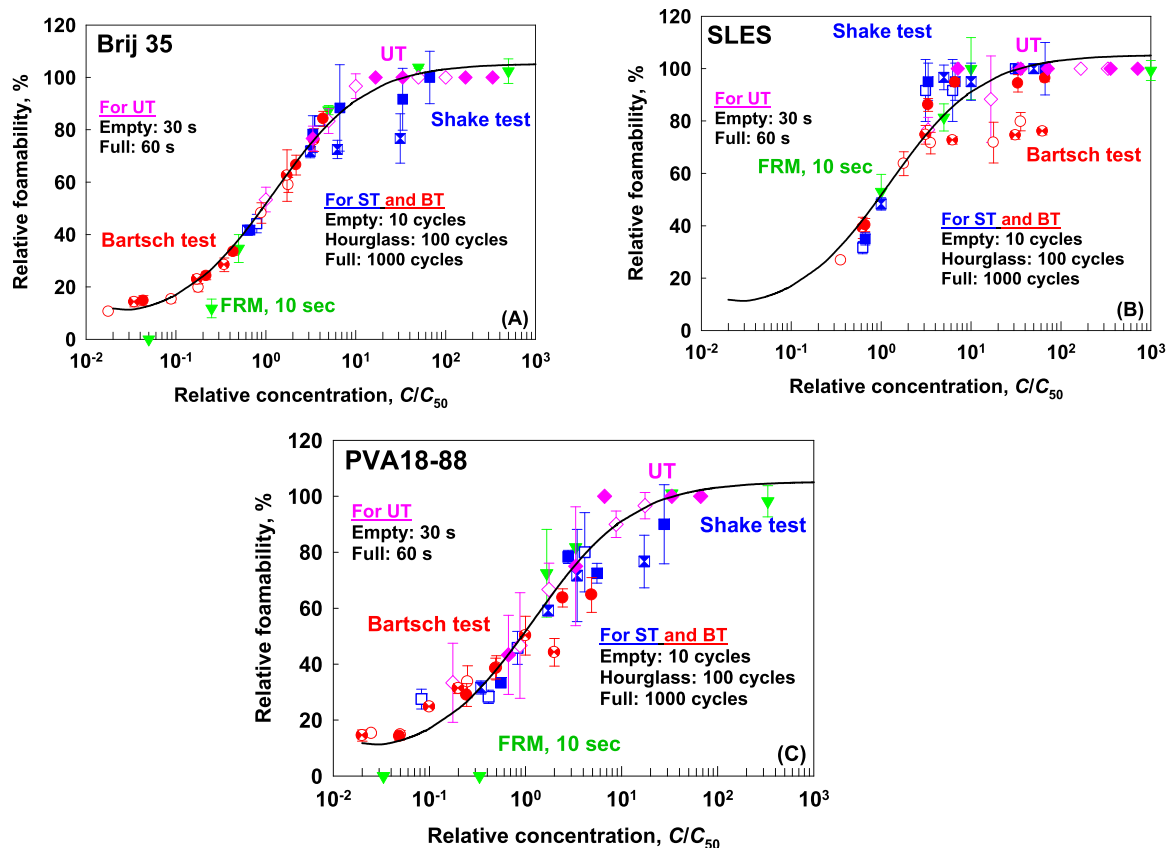 Brij 35
UT
For UT
Empty: 30 s
Full: 60 s
Shake test
For ST and BT
Empty: 10 cycles
Hourglass: 100 cycles
Full: 1000 cycles
Bartsch test
FRM, 10 sec
(A)
Relative foamability, %
0
20
40
60
80
100
120
10-2
10-1
100
101
102
103
Relative concentration, C/C50
SLES
Shake test
UT
For UT
Empty: 30 s
Full: 60 s
FRM, 10 sec
Bartsch test
For ST and BT
Empty: 10 cycles
Hourglass: 100 cycles
Full: 1000 cycles
(B)
Relative foamability, %
0
20
40
60
80
100
120
10-2
10-1
100
101
102
103
Relative concentration, C/C50
PVA18-88
UT
For UT
Empty: 30 s
Full: 60 s
Shake test
Bartsch test
For ST and BT
Empty: 10 cycles
Hourglass: 100 cycles
Full: 1000 cycles
FRM, 10 sec
(C)
Relative foamability, %
0
20
40
60
80
100
120
10-2
10-1
100
101
102
103
Relative concentration, C/C50